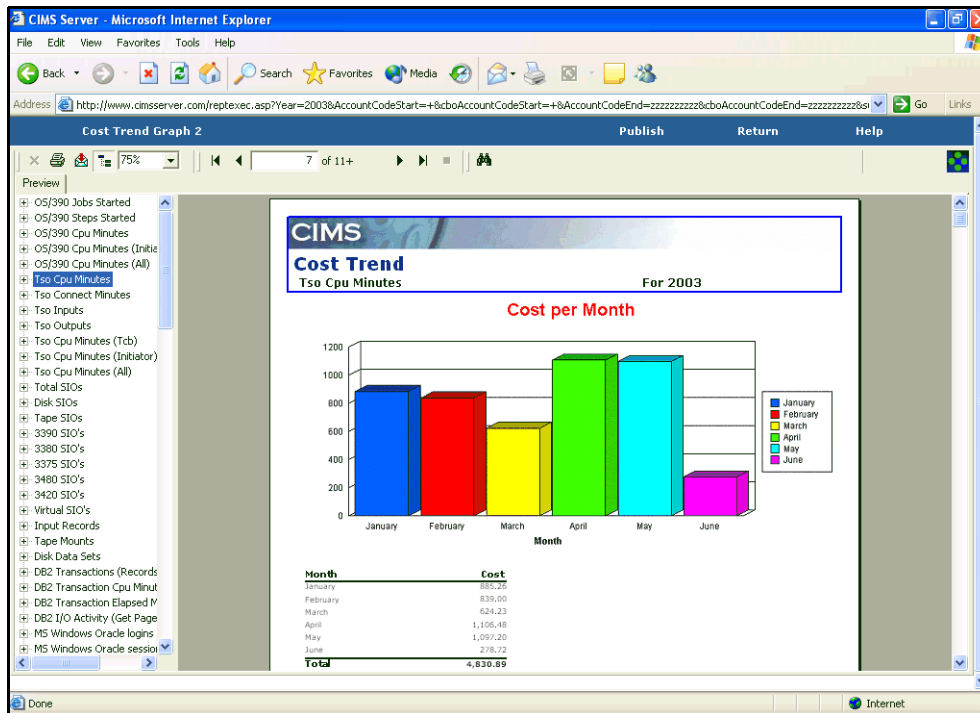 CIMS Server - Microsoft Internet Explorer
File Edit View Favorites Tools Help
Back Search Favorites Media
Address http://www.cimsserver.com/reptexec.asp?Year=2003&AccountCodeStart=+&cboAccountCodeStart=+&AccountCodeEnd=zzzzzzzzzz&cboAccountCodeEnd=zzzzzzzzzz&su Go Links
Cost Trend Graph 2 Publish Return Help
75% 7 of 11+
Preview
OS/390 Jobs Started
OS/390 Steps Started
OS/390 Cpu Minutes
OS/390 Cpu Minutes (Initia
OS/390 Cpu Minutes (All)
Tso Cpu Minutes
Tso Connect Minutes
Tso Inputs
Tso Outputs
Tso Cpu Minutes (Tcb)
Tso Cpu Minutes (Initiator)
Tso Cpu Minutes (All)
Total SIOs
Disk SIOs
Tape SIOs
3390 SIO's
3380 SIO's
3375 SIO's
3480 SIO's
3420 SIO's
Virtual SIO's
Input Records
Tape Mounts
Disk Data Sets
DB2 Transactions (Records
DB2 Transaction Cpu Minut
DB2 Transaction Elapsed M
DB2 I/O Activity (Get Page
MS Windows Oracle logins
MS Windows Oracle session
CIMS
Cost Trend
Tso Cpu Minutes For 2003
Cost per Month
1200
1000
800
600
400
200
0
January February March April May June
Month
January
February
March
April
May
June
Month Cost
January 885.26
February 839.00
March 624.23
April 1,106.48
May 1,097.20
June 278.72
Total 4,830.89
Done Internet